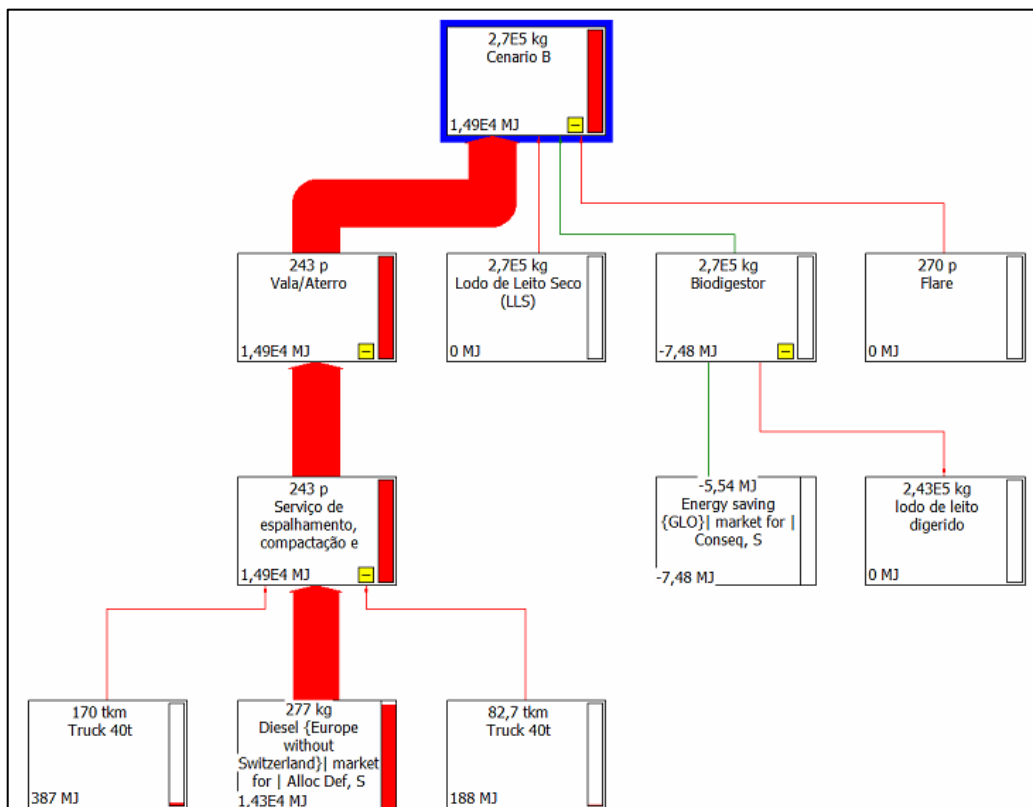 2,7E5 kg
Cenario B
1,49E4 MJ
243 p
Vala/Aterro
1,49E4 MJ
2,7E5 kg
Lodo de Leito Seco
(LLS)
0 MJ
2,7E5 kg
Biodigestor
-7,48 MJ
270 p
Flare
0 MJ
243 p
Serviço de
espalhamento,
compactação e
1,49E4 MJ
-5,54 MJ
Energy saving
{GLO}| market for |
Conseq, S
-7,48 MJ
2,43E5 kg
lodo de leito
digerido
0 MJ
170 tkm
Truck 40t
387 MJ
277 kg
Diesel {Europe
without
Switzerland}| market
for | Alloc Def, S
1,43E4 MJ
82,7 tkm
Truck 40t
188 MJ